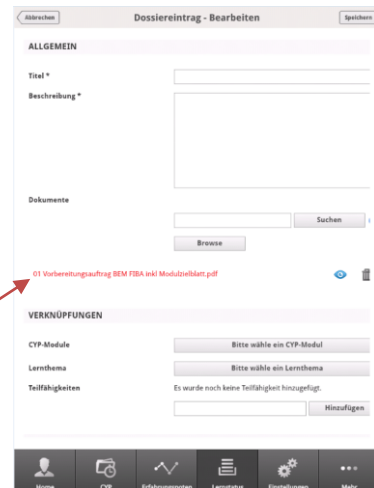 Abbrechen Dossiereintrag - Bearbeiten Speichern
ALLGEMEIN
Titel *
Beschreibung *
Dokumente
Suchen
Browse
01 Vorbereitungsauftrag BEM FIBA inkl Modulzielblatt.pdf
VERKNÜPFUNGEN
CYP-Module Bitte wähle ein CYP-Modul
Lernthema Bitte wähle ein Lernthema
Teilfähigkeiten Es wurde noch keine Teilfähigkeit hinzugefügt.
Hinzufügen
Home CYP Erfahrungsnoten Lernstatus Einstellungen Mehr